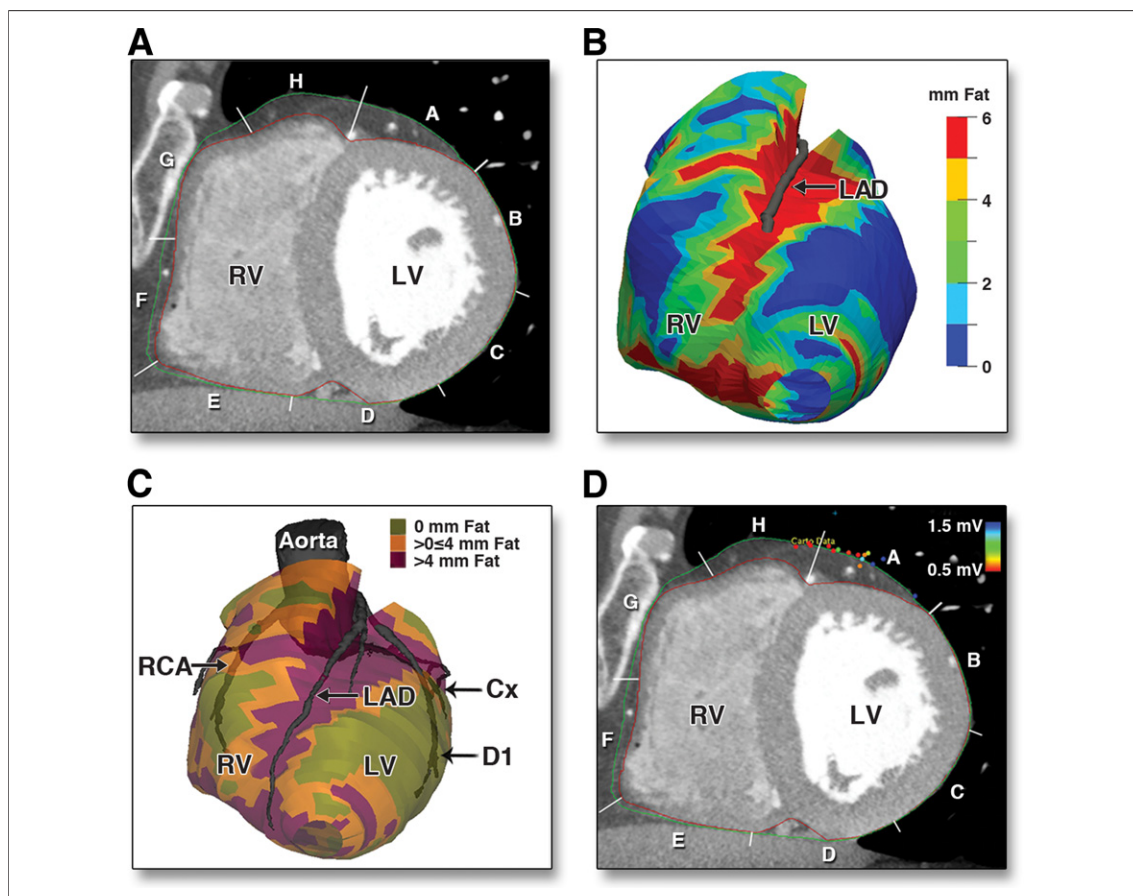 A
H
A
G
B
RV
LV
F
C
E
D
B
mm Fat
6
LAD
4
2
RV
LV
0
C
0 mm Fat
>0≤4 mm Fat
>4 mm Fat
Aorta
RCA
LAD
Cx
RV
LV
D1
D
H
Carto Data
A
1.5 mV
0.5 mV
G
B
RV
LV
F
C
E
D